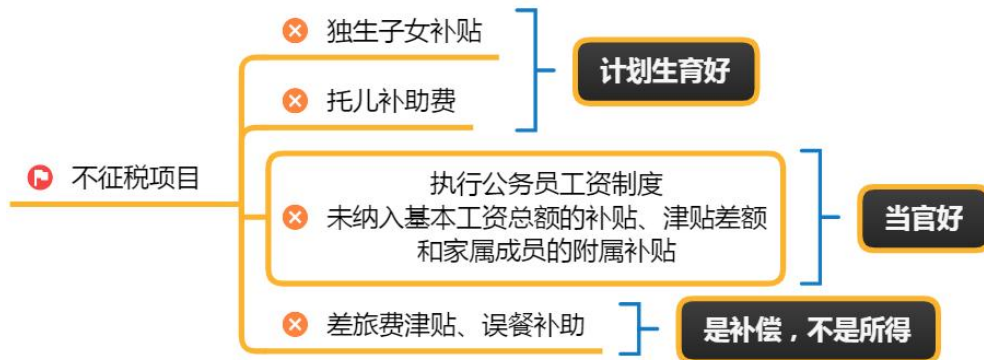 独生子女补贴
计划生育好
托儿补助费
不征税项目
执行公务员工资制度
未纳入基本工资总额的补贴、津贴差额
和家属成员的附属补贴
当官好
差旅费津贴、误餐补助
是补偿，不是所得